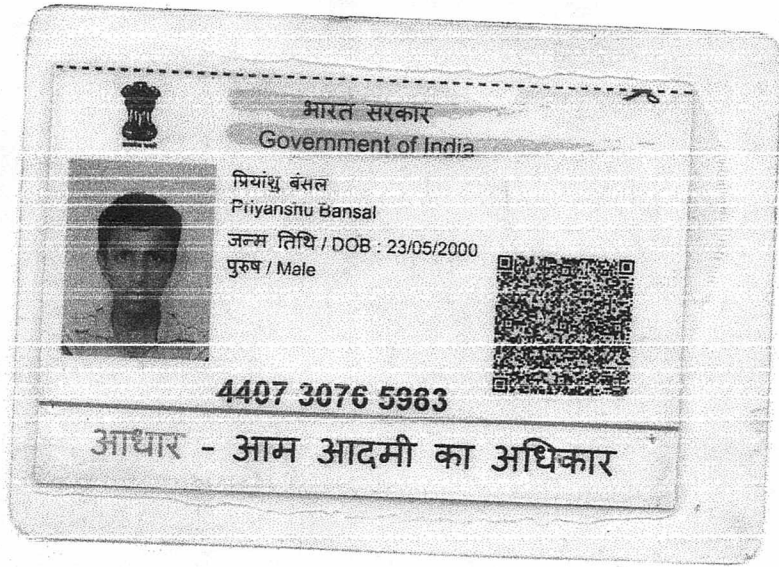 भारत सरकार
Government of India
प्रियांशु बंसल
Priyanshu Bansal
जन्म तिथि / DOB : 23/05/2000
पुरुष / Male
4407 3076 5983
आधार - आम आदमी का अधिकार